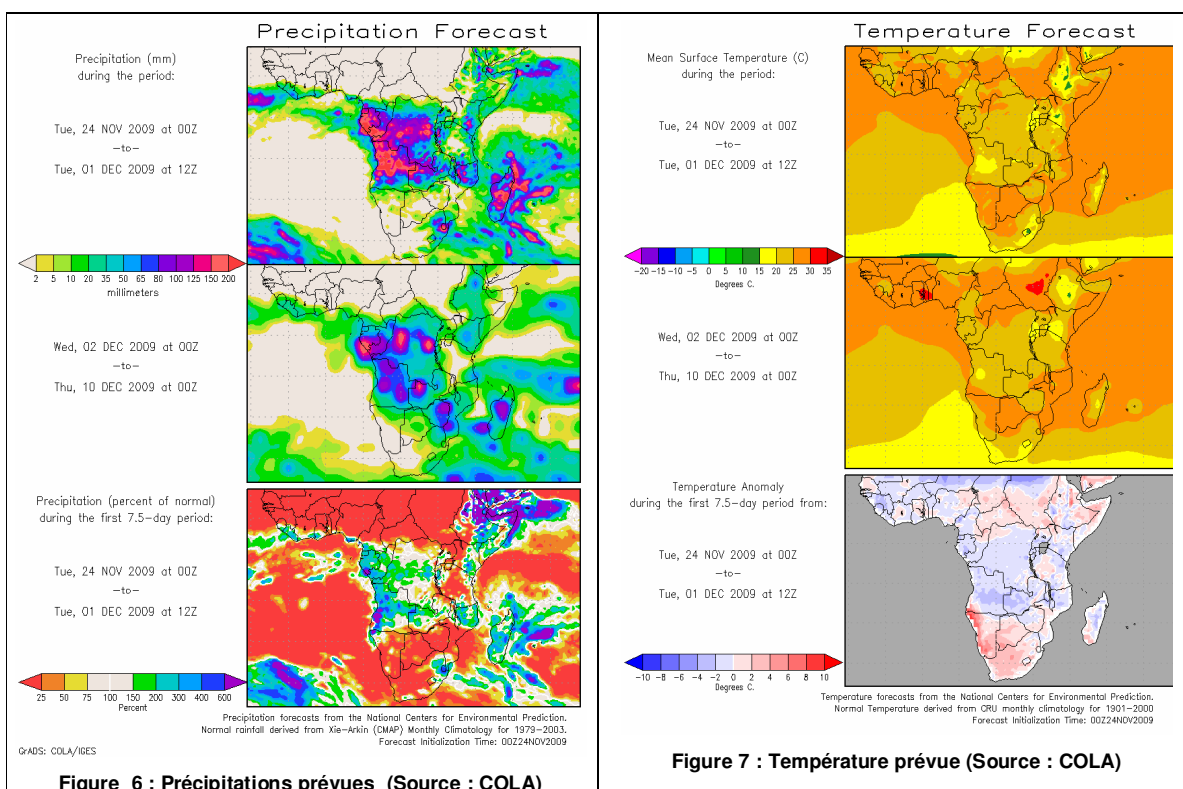 Precipitation Forecast
Precipitation (mm)
during the period:
Tue, 24 NOV 2009 at 00Z
-to-
Tue, 01 DEC 2009 at 12Z
2 5 10 20 35 50 65 80 100 125 150 200
millimeters
Wed, 02 DEC 2009 at 00Z
-to-
Thu, 10 DEC 2009 at 00Z
Precipitation (percent of normal)
during the first 7.5-day period:
Tue, 24 NOV 2009 at 00Z
-to-
Tue, 01 DEC 2009 at 12Z
25 50 75 100 150 200 300 400 600
Percent
Precipitation forecasts from the National Centers for Environmental Prediction.
Normal rainfall derived from Xie-Arkin (CMAP) Monthly Climatology for 1979-2003.
Forecast Initialization Time: 00Z24NOV2009
GrADS: COLA/IGES
Figure 6 : Précipitations prévues (Source : COLA)
Temperature Forecast
Mean Surface Temperature (C)
during the period:
Tue, 24 NOV 2009 at 00Z
-to-
Tue, 01 DEC 2009 at 12Z
-20 -15 -10 -5 0 5 10 15 20 25 30 35
Degrees C.
Wed, 02 DEC 2009 at 00Z
-to-
Thu, 10 DEC 2009 at 00Z
Temperature Anomaly
during the first 7.5-day period from:
Tue, 24 NOV 2009 at 00Z
-to-
Tue, 01 DEC 2009 at 12Z
-10 -8 -6 -4 -2 0 2 4 6 8 10
Degrees C.
Temperature forecasts from the National Centers for Environmental Prediction.
Normal Temperature derived from CRU monthly climatology for 1901-2000
Forecast Initialization Time: 00Z24NOV2009
Figure 7 : Température prévue (Source : COLA)